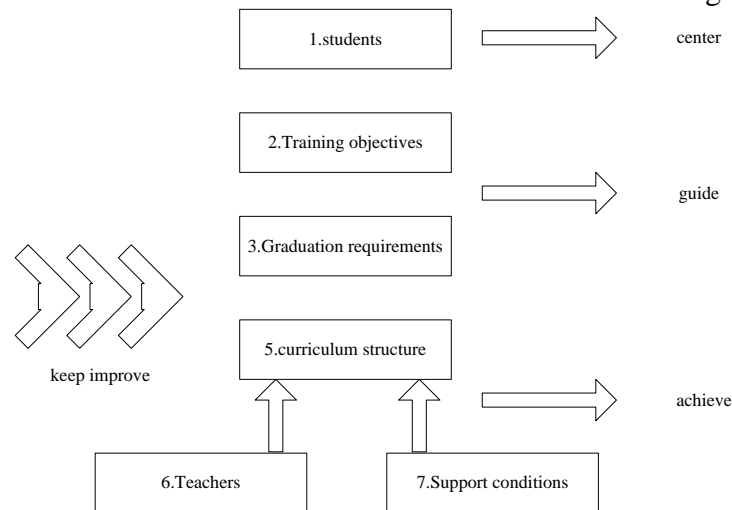 1.students
center
2.Training objectives
guide
3.Graduation requirements
5.curriculum structure
keep improve
achieve
6.Teachers
7.Support conditions